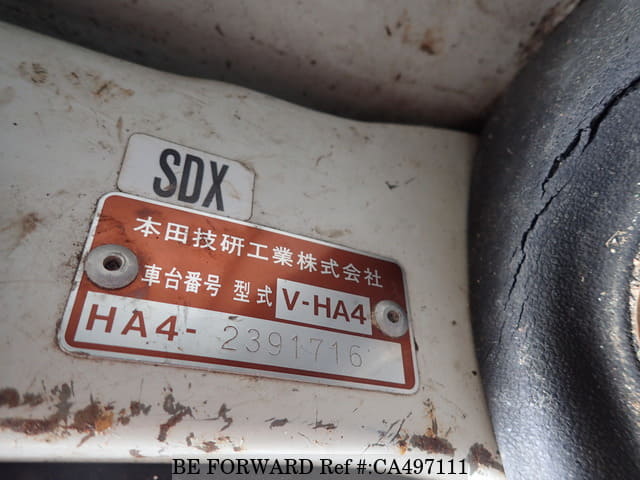 SDX
本田技研工業株式会社
車台番号 型式 V-HA4
HA4-2391716
BE FORWARD Ref #:CA497111